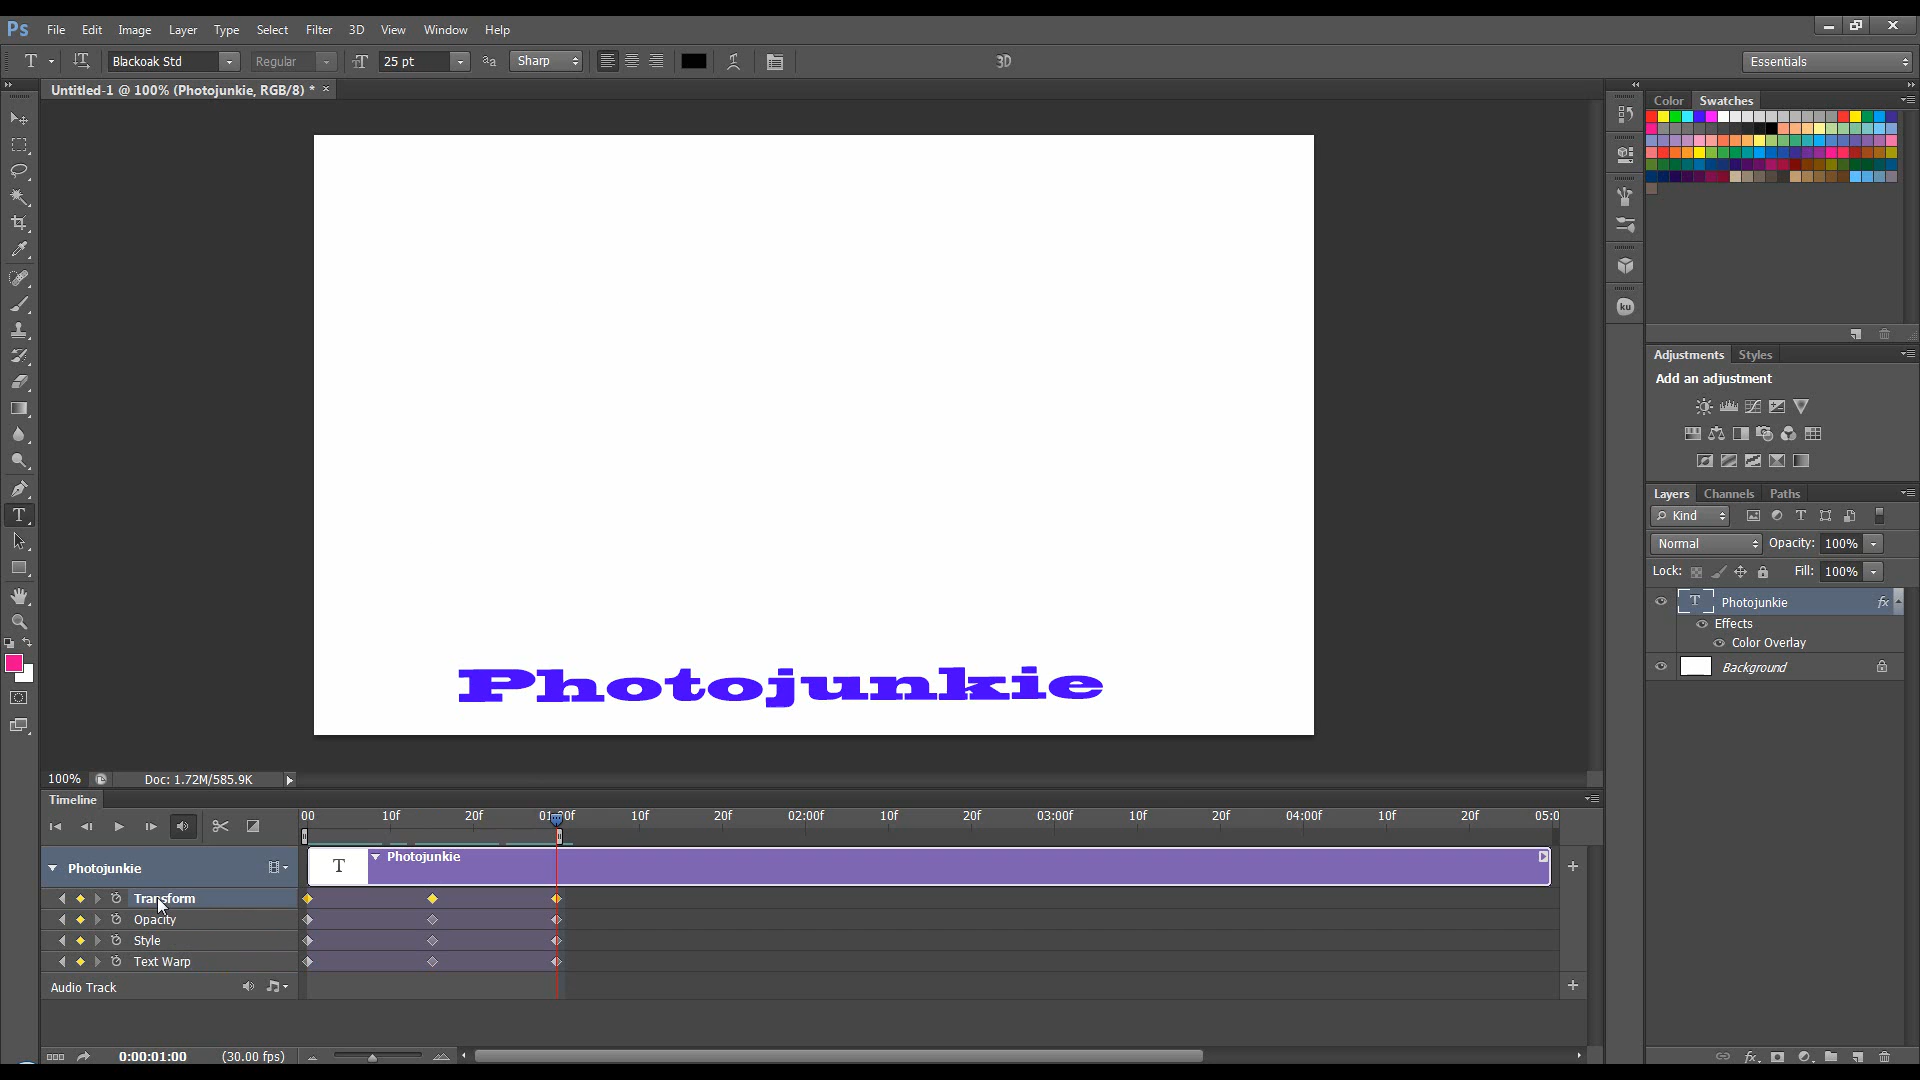 Ps File Edit Image Layer Type Select Filter 3D View Window Help
T Blackoak Std Regular 25 pt aa Sharp 3D Essentials
Untitled-1 @ 100% (Photojunkie, RGB/8) * ×
Color Swatches
ku
Adjustments Styles
Add an adjustment
Layers Channels Paths
Kind T
Normal Opacity: 100%
Lock: Fill: 100%
T Photojunkie fx
Effects
Color Overlay
Background
Photojunkie
100% Doc: 1.72M/585.9K
Timeline
00 10f 20f 01:00f 10f 20f 02:00f 10f 20f 03:00f 10f 20f 04:00f 10f 20f 05:0
Photojunkie T Photojunkie
Transform
Opacity
Style
Text Warp
Audio Track
0:00:01:00 (30.00 fps)
fx